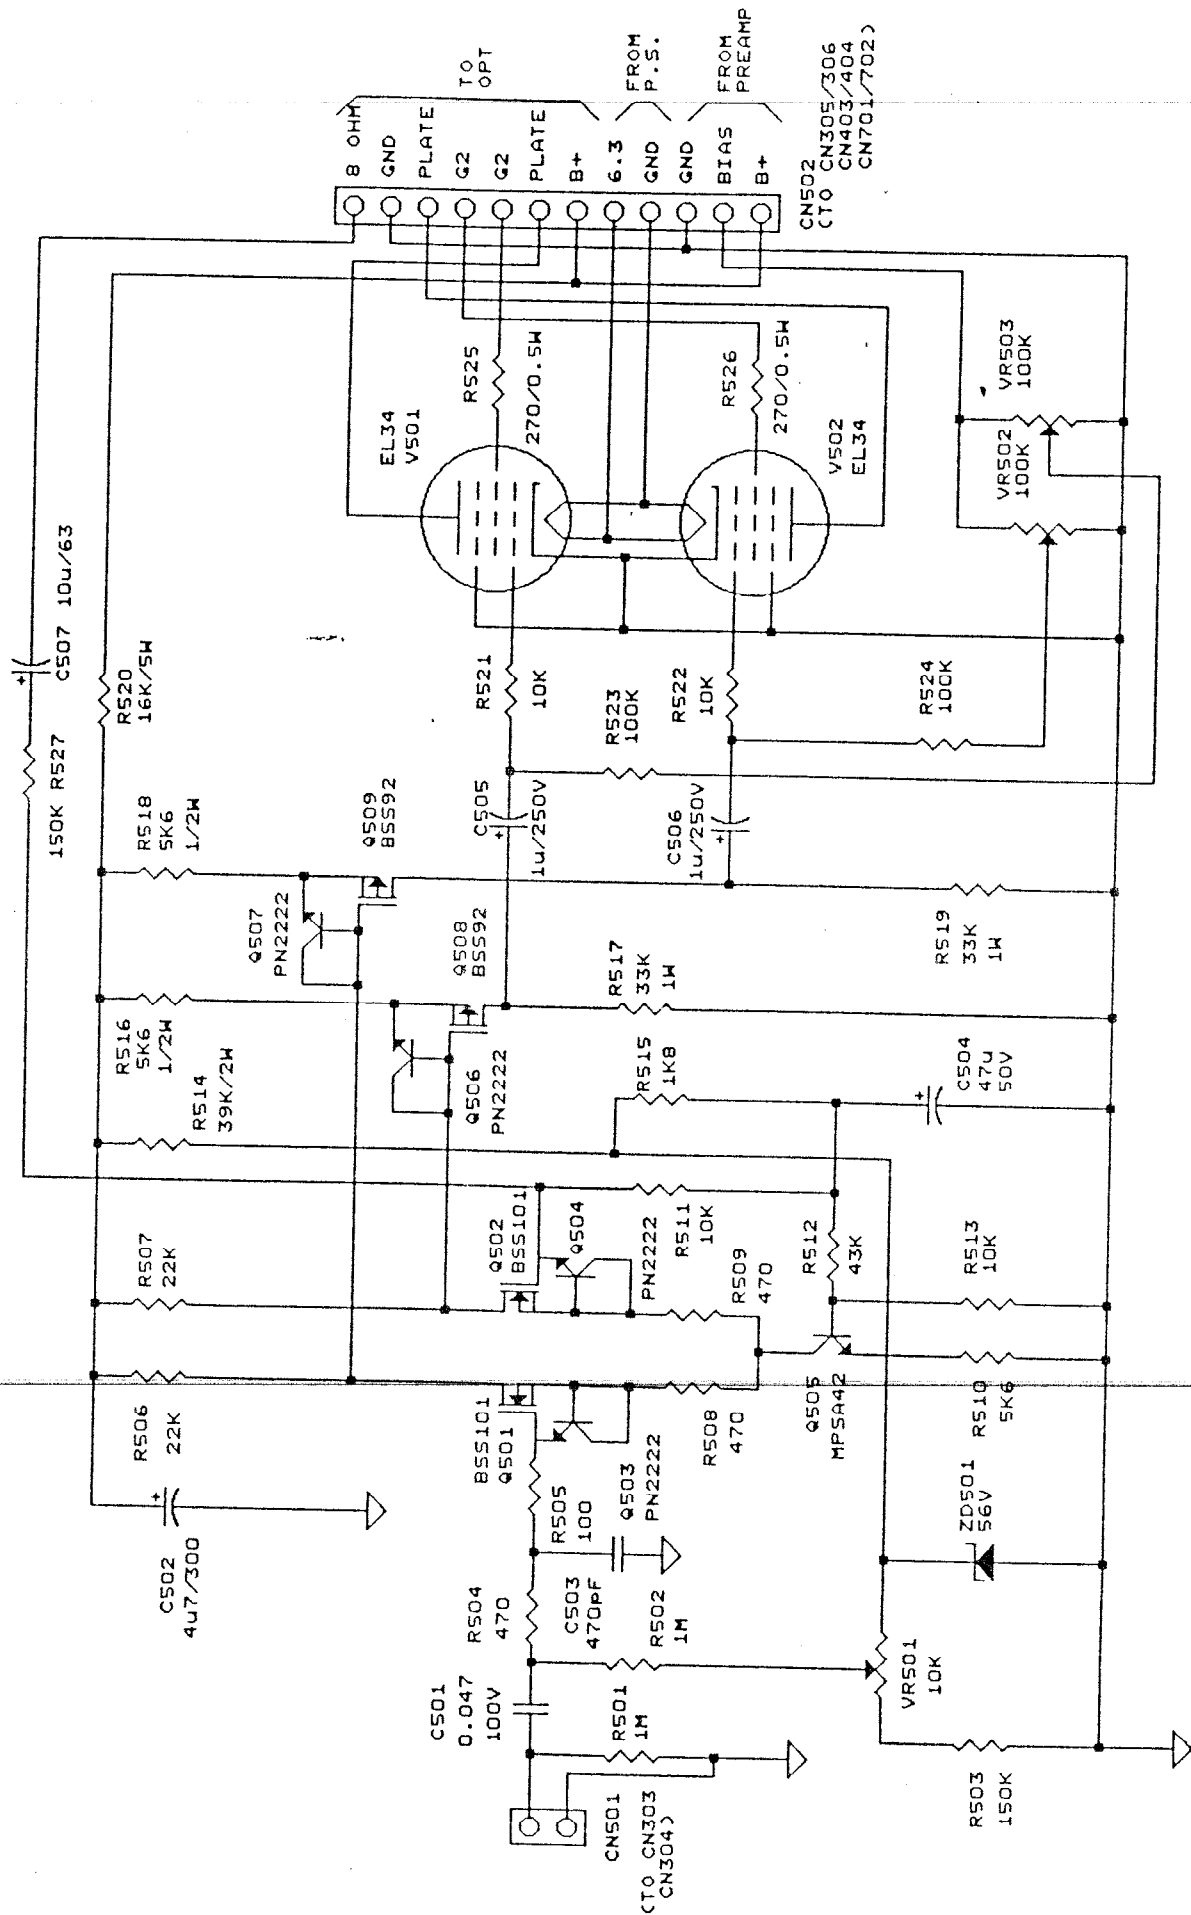 8 OHM
GND
PLATE
G2
G2
PLATE
B+
6.3
GND
GND
BIAS
B+
TO
OPT
FROM
P.S.
FROM
PREAMP
CN502
(TO CN305/306
CN403/404
CN701/702)
C507 10u/63
R520
16K/5W
150K R527
R518
5K6
1/2W
Q509
BSS92
Q507
PN2222
R516
5K6
1/2W
Q508
BSS92
Q506
PN2222
R514
39K/2W
R507
22K
R506
22K
C502
4u7/300
EL34
V501
R525
270/0.5W
R526
270/0.5W
V502
EL34
VR503
100K
VR502
100K
R521
10K
R523
100K
R522
10K
R524
100K
C505
1u/250V
C506
1u/250V
R517
33K
1W
R519
33K
1W
R515
1K8
C504
47u
50V
Q502
BSS101
Q504
PN2222
R511
10K
R509
470
R512
43K
R513
10K
BSS101
Q501
R508
470
Q505
MPSA42
R510
5K6
R505
100
Q503
PN2222
ZD501
56V
R504
470
C503
470pF
R502
1M
VR501
10K
C501
0.047
100V
R501
1M
R503
150K
CN501
(TO CN303
CN304)